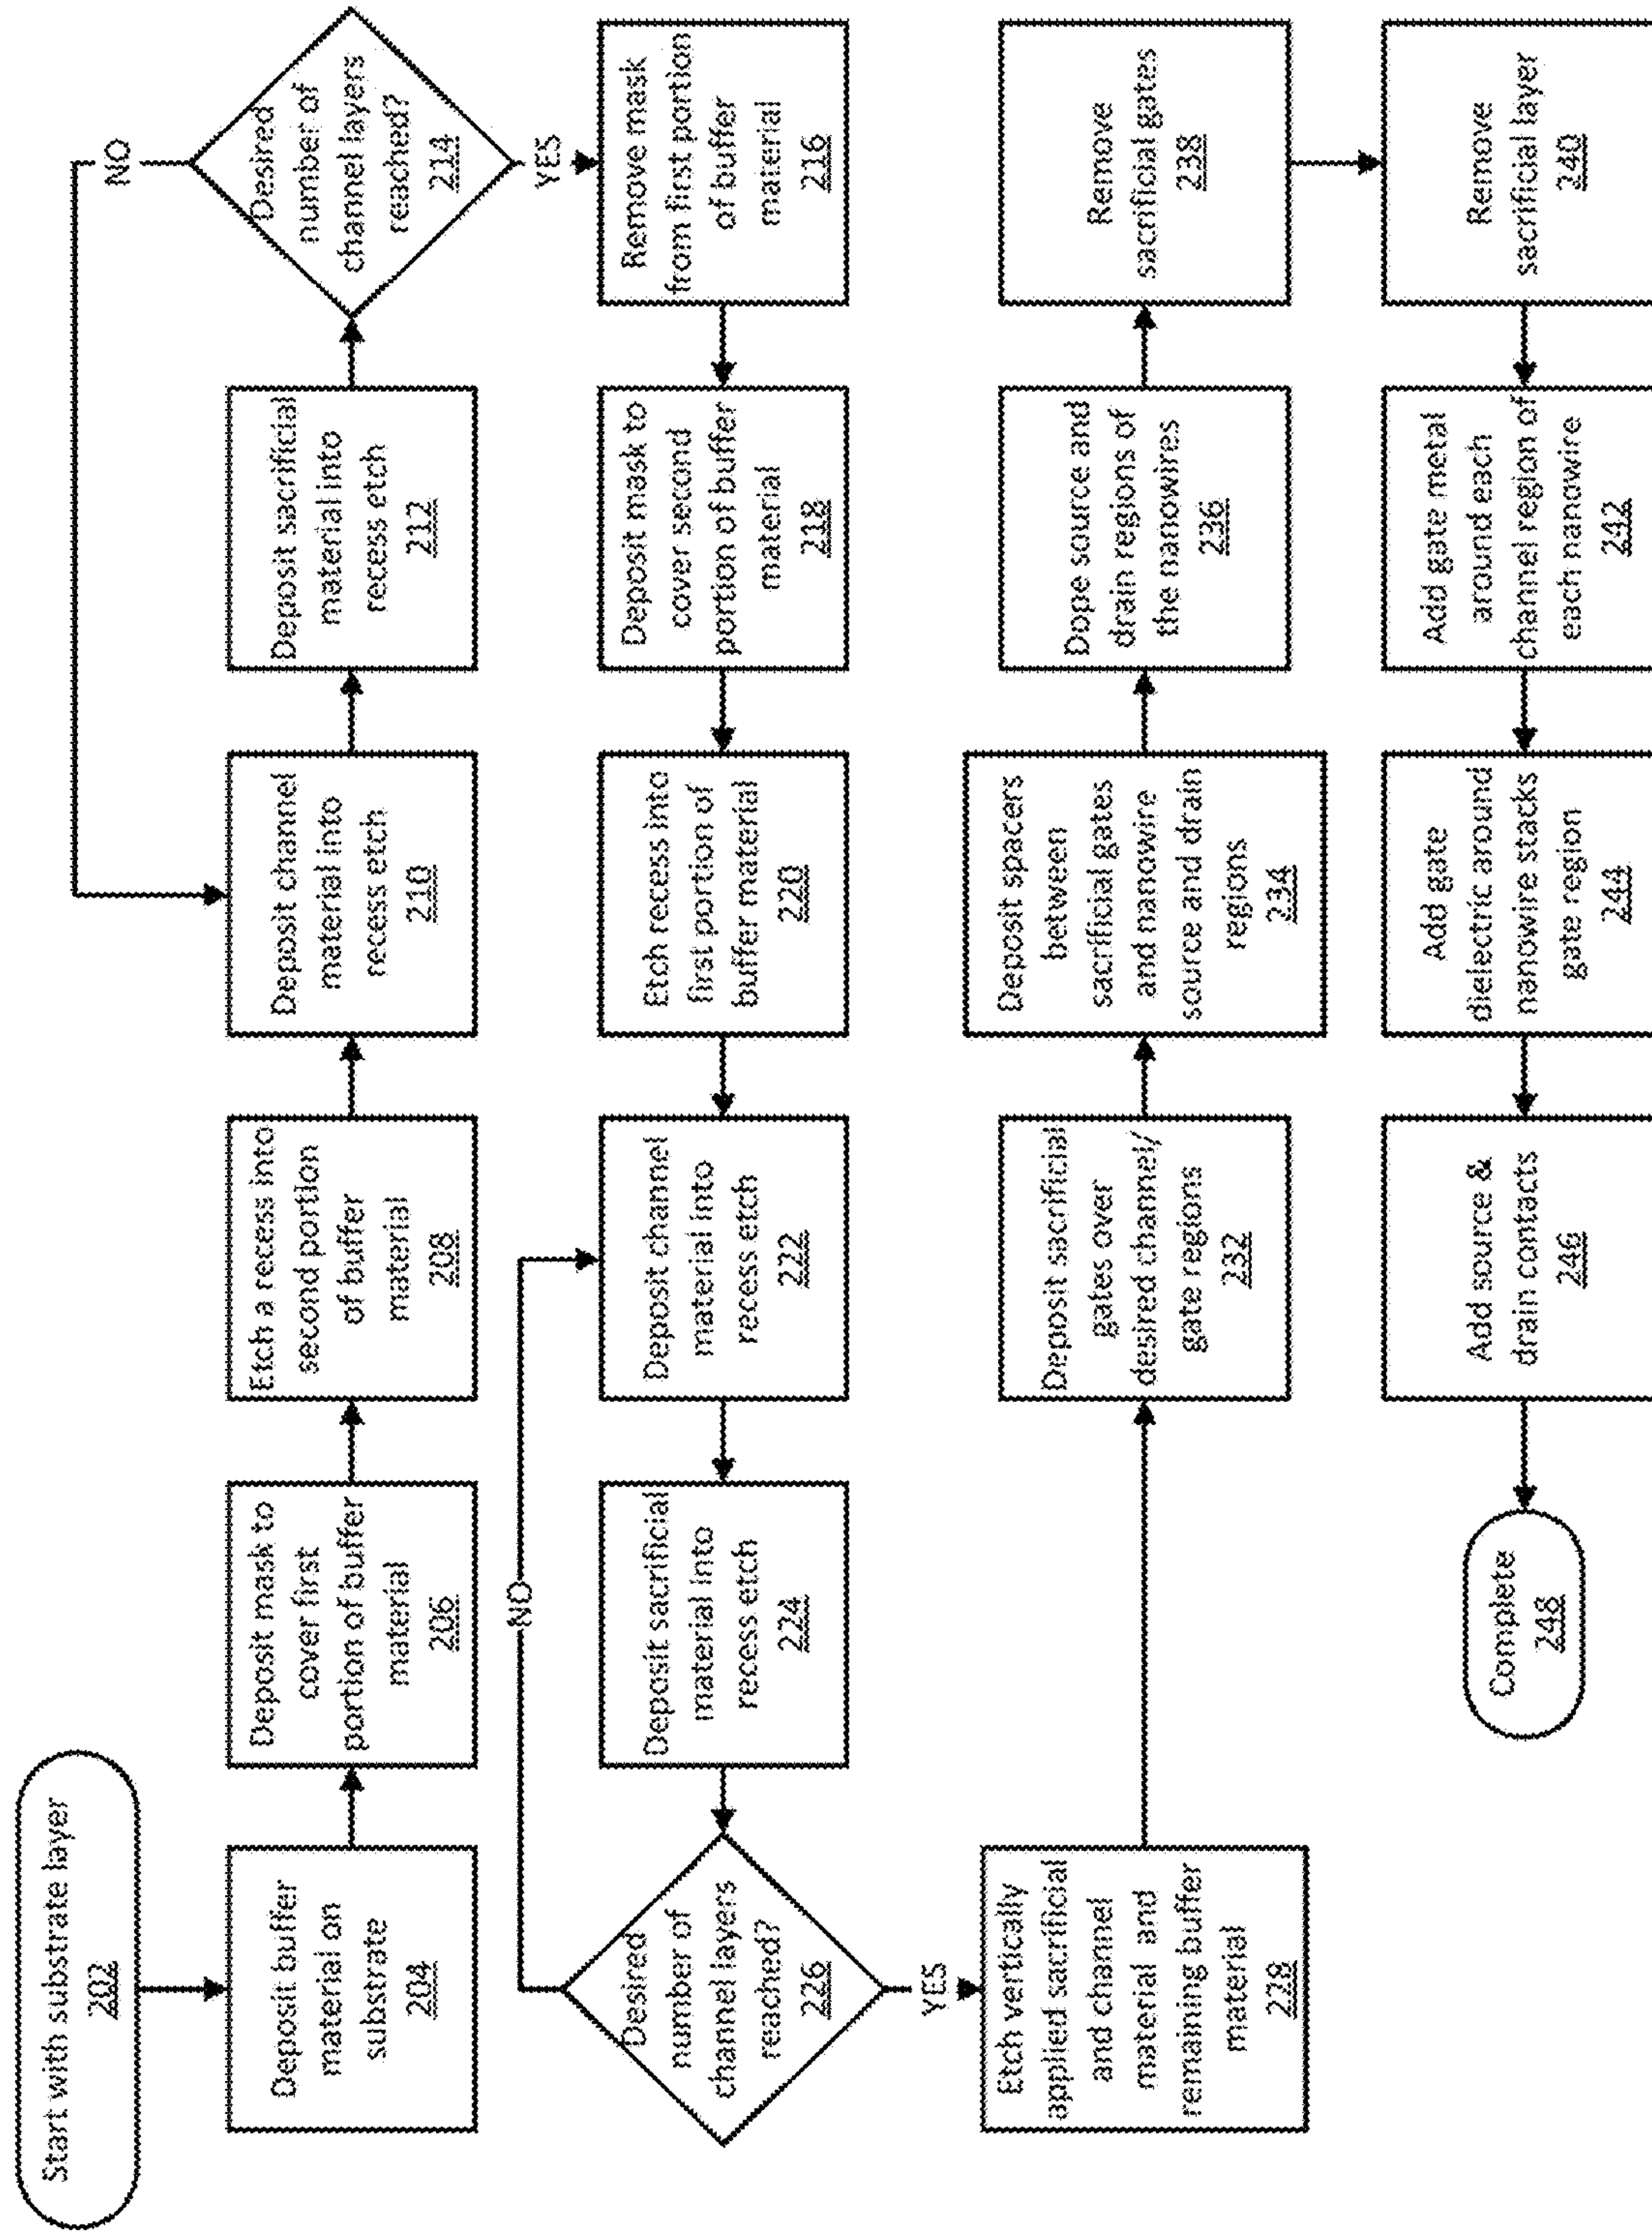 Start with substrate layer
202
Deposit buffer
material on
substrate
204
Deposit mask to
cover first
portion of buffer
material
206
Etch a recess into
second portion
of buffer
material
208
Deposit channel
material into
recess etch
210
Deposit sacrificial
material into
recess etch
212
Desired
number of
channel layers
reached?
214
NO
YES
Remove mask
from first portion
of buffer
material
216
Deposit mask to
cover second
portion of buffer
material
218
Etch recess into
first portion of
buffer material
220
Deposit channel
material into
recess etch
222
Deposit sacrificial
material into
recess etch
224
Desired
number of
channel layers
reached?
226
NO
YES
Etch vertically
applied sacrificial
and channel
material and
remaining buffer
material
228
Deposit sacrificial
gates over
desired channel/
gate regions
232
Deposit spacers
between
sacrificial gates
and nanowire
source and drain
regions
234
Dope source and
drain regions of
the nanowires
236
Remove
sacrificial gates
238
Remove
sacrificial layer
240
Add gate metal
around each
channel region of
each nanowire
242
Add gate
dielectric around
nanowire stacks
gate region
244
Add source &
drain contacts
246
Complete
248